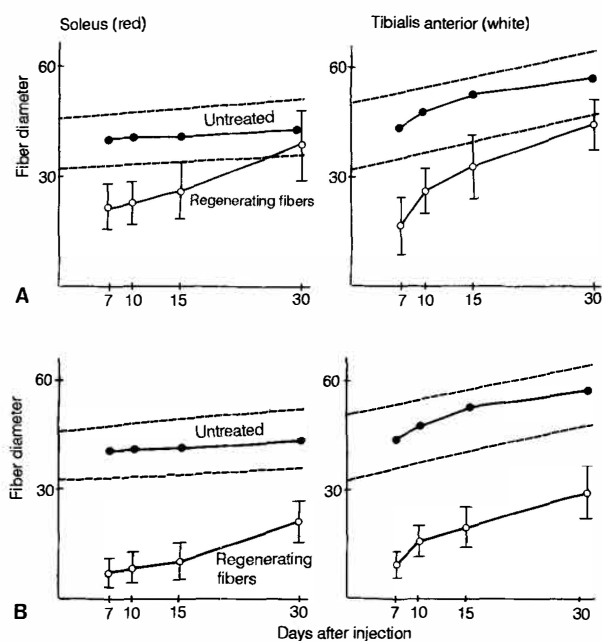 Soleus (red)
Tibialis anterior (white)
Fiber diameter
60
30
Untreated
Regenerating fibers
7 10 15 30
60
30
7 10 15 30
A
Fiber diameter
60
30
Untreated
Regenerating
fibers
7 10 15 30
60
30
7 10 15 30
B
Days after injection